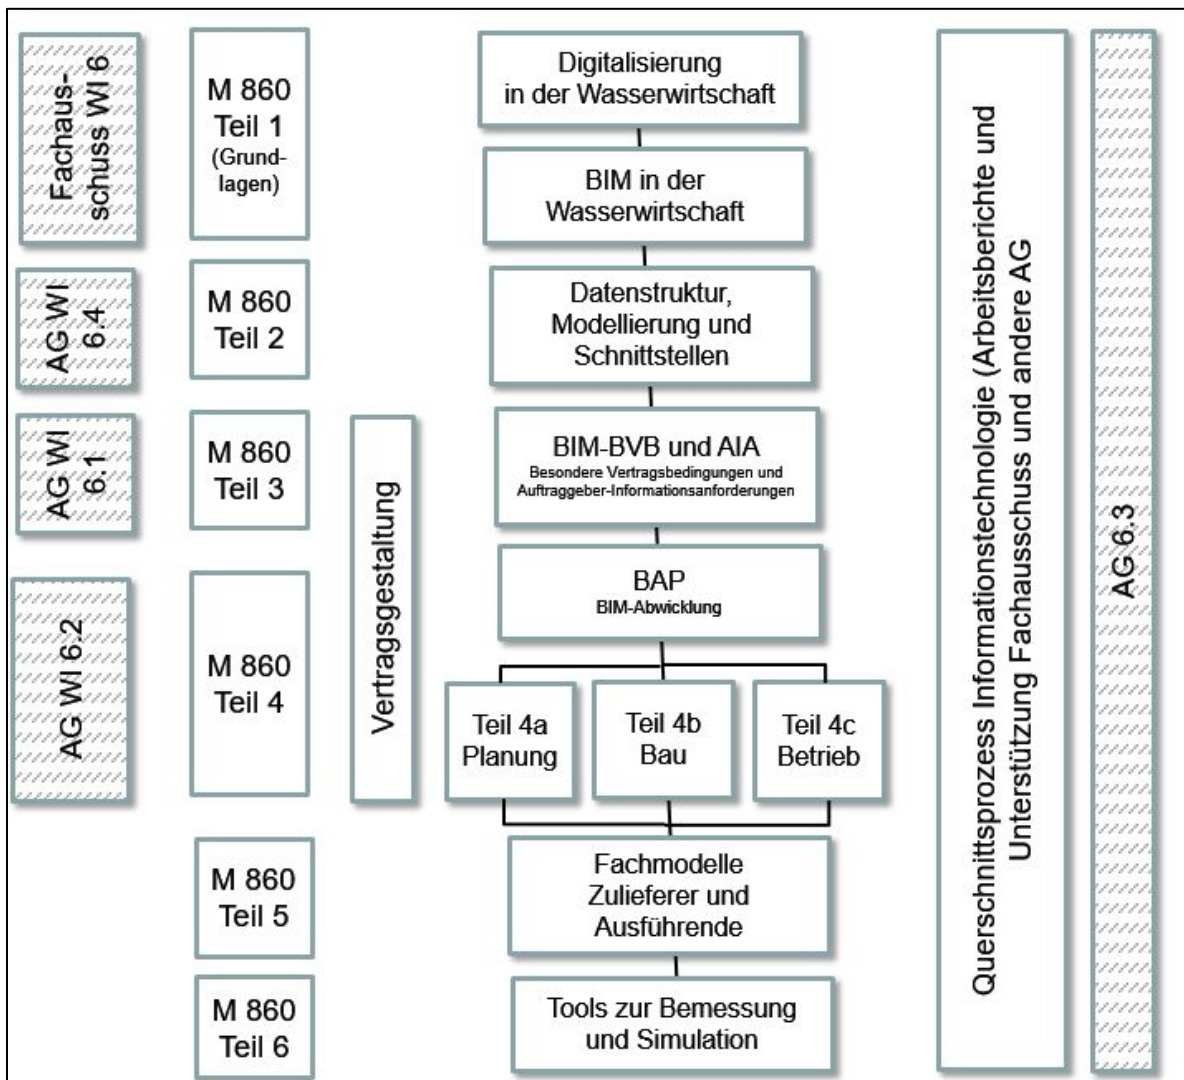 Fachaus-
schuss WI 6
M 860
Teil 1
(Grund-
lagen)
Digitalisierung
in der Wasserwirtschaft
BIM in der
Wasserwirtschaft
AG WI
6.4
M 860
Teil 2
Datenstruktur,
Modellierung und
Schnittstellen
AG WI
6.1
M 860
Teil 3
Vertragsgestaltung
BIM-BVB und AIA
Besondere Vertragsbedingungen und
Auftraggeber-Informationsanforderungen
AG WI 6.2
M 860
Teil 4
BAP
BIM-Abwicklung
Teil 4a
Planung
Teil 4b
Bau
Teil 4c
Betrieb
M 860
Teil 5
Fachmodelle
Zulieferer und
Ausführende
M 860
Teil 6
Tools zur Bemessung
und Simulation
Querschnittsprozess Informationstechnologie (Arbeitsberichte und
Unterstützung Fachausschuss und andere AG
AG 6.3